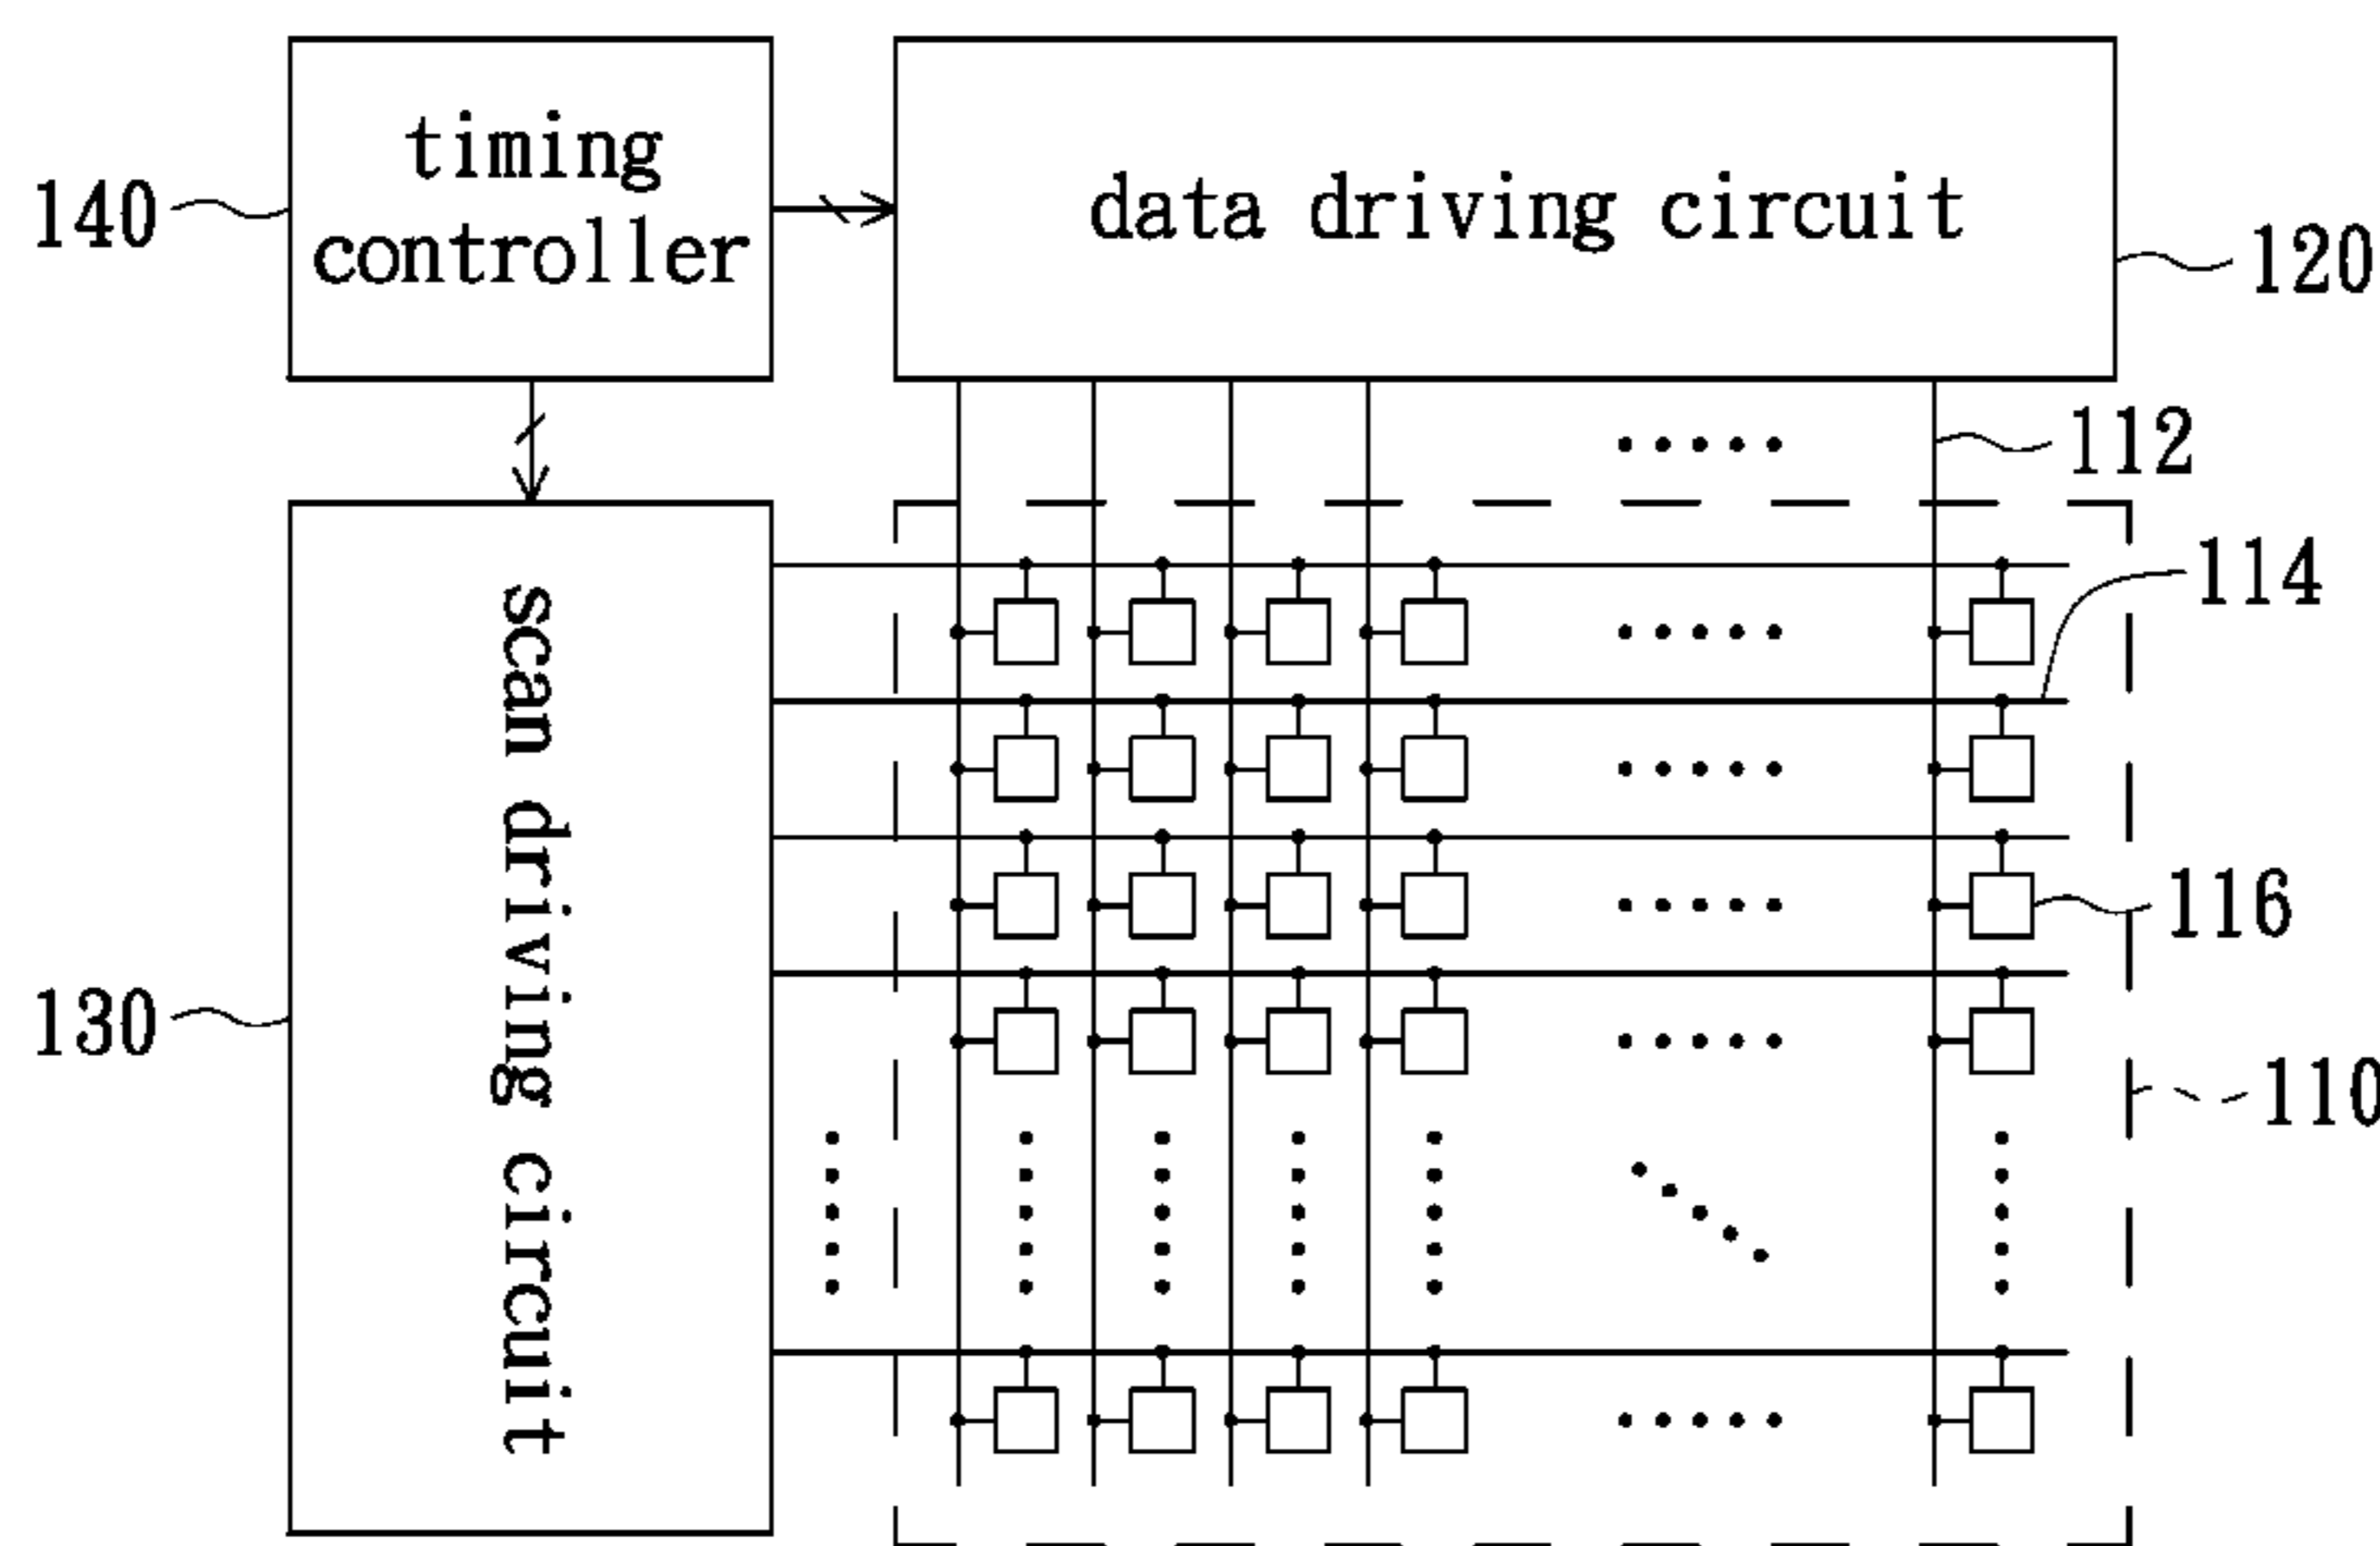 timing
controller
data driving circuit
140
120
112
114
scan driving circuit
116
130
110